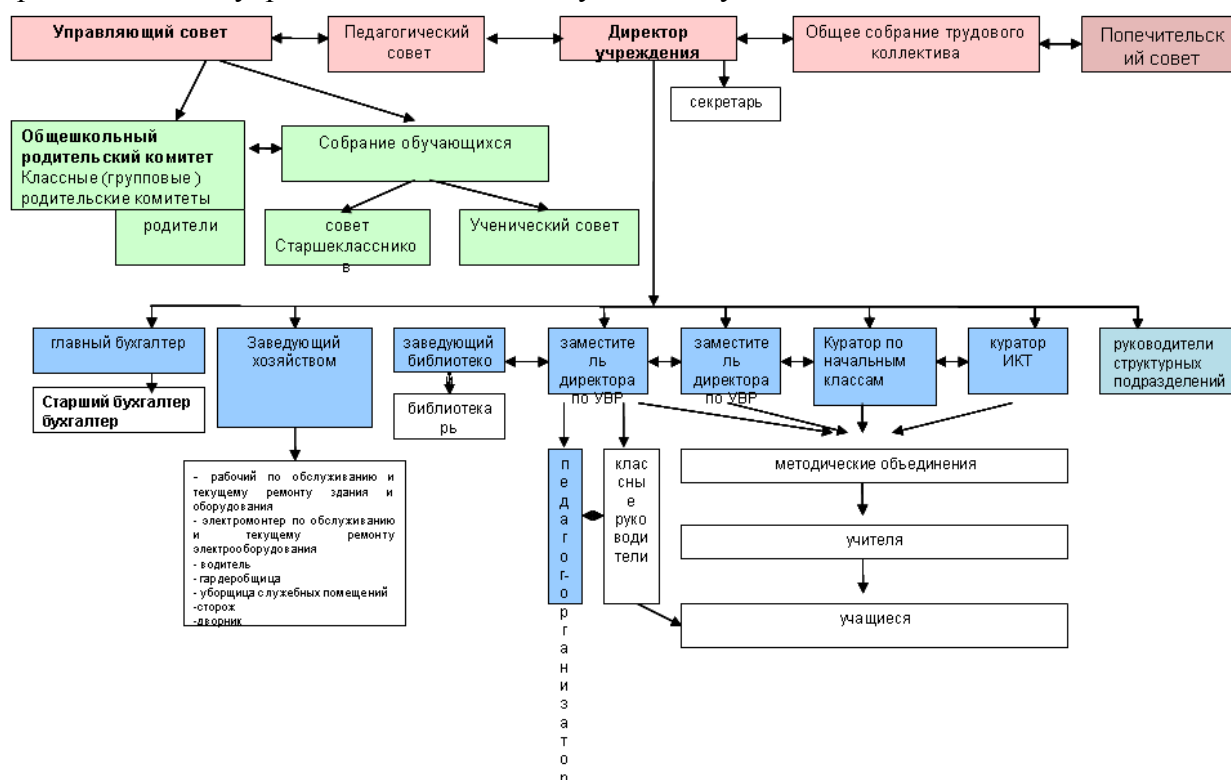 Управляющий совет
Педагогический
совет
Директор
учреждения
Общее собрание трудового
коллектива
Попечительск
ий совет
секретарь
Общешкольный
родительский комитет
Классные (групповые )
родительские комитеты
родители
Собрание обучающихся
совет
СтаршеклассNико
в
Ученический совет
главный бухгалтер
Заведующий
хозяйством
заведующий
библиотеко
й
заместите
ль
директора
по УВР
заместите
ль
директора
по УВР
Куратор по
начальным
классам
куратор
ИКТ
руководители
структурных
подразделений
Старший бухгалтер
бухгалтер
библиотека
рь
- рабочий по обслуживанию и
текущему ремонту здания и
оборудования
- электромонтер по обслуживанию
и текущему ремонту
электрооборудования
- водитель
- гардеробщица
- уборщица служебных помещений
-сторож
-дворник
п
е
д
а
г
о
г-
о
р
г
а
н
и
з
а
т
о
р
клас
сны
е
руко
води
тели
методические объединения
учителя
учащиеся